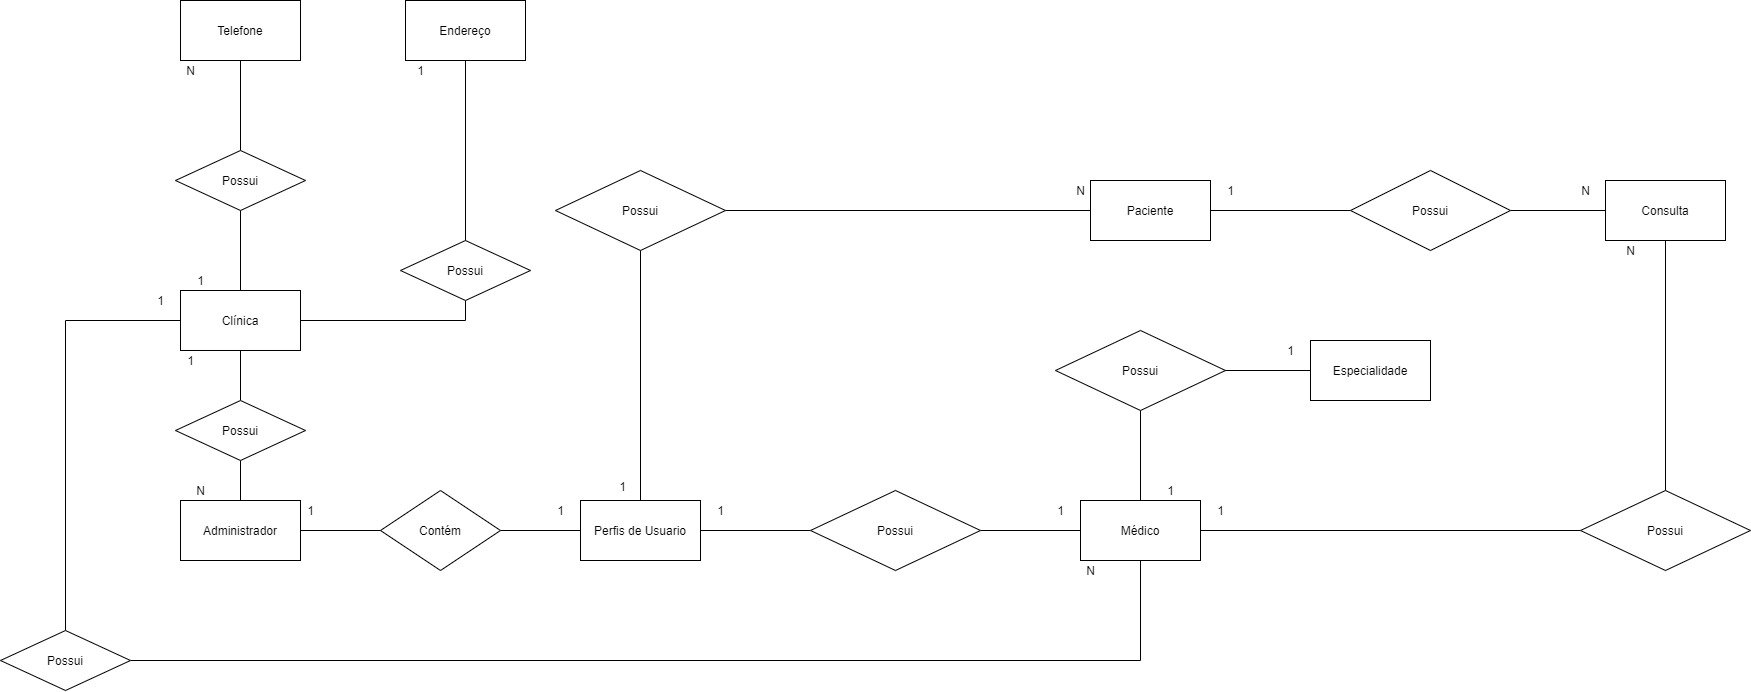 Telefone
Endereço
N
1
Possui
Possui
Paciente
Possui
Consulta
N
1
N
N
Possui
1
1
Clínica
1
Possui
1
Especialidade
Possui
N
1
1
1
Administrador
1
Contém
1
Perfis de Usuario
1
Possui
1
Médico
1
Possui
N
Possui